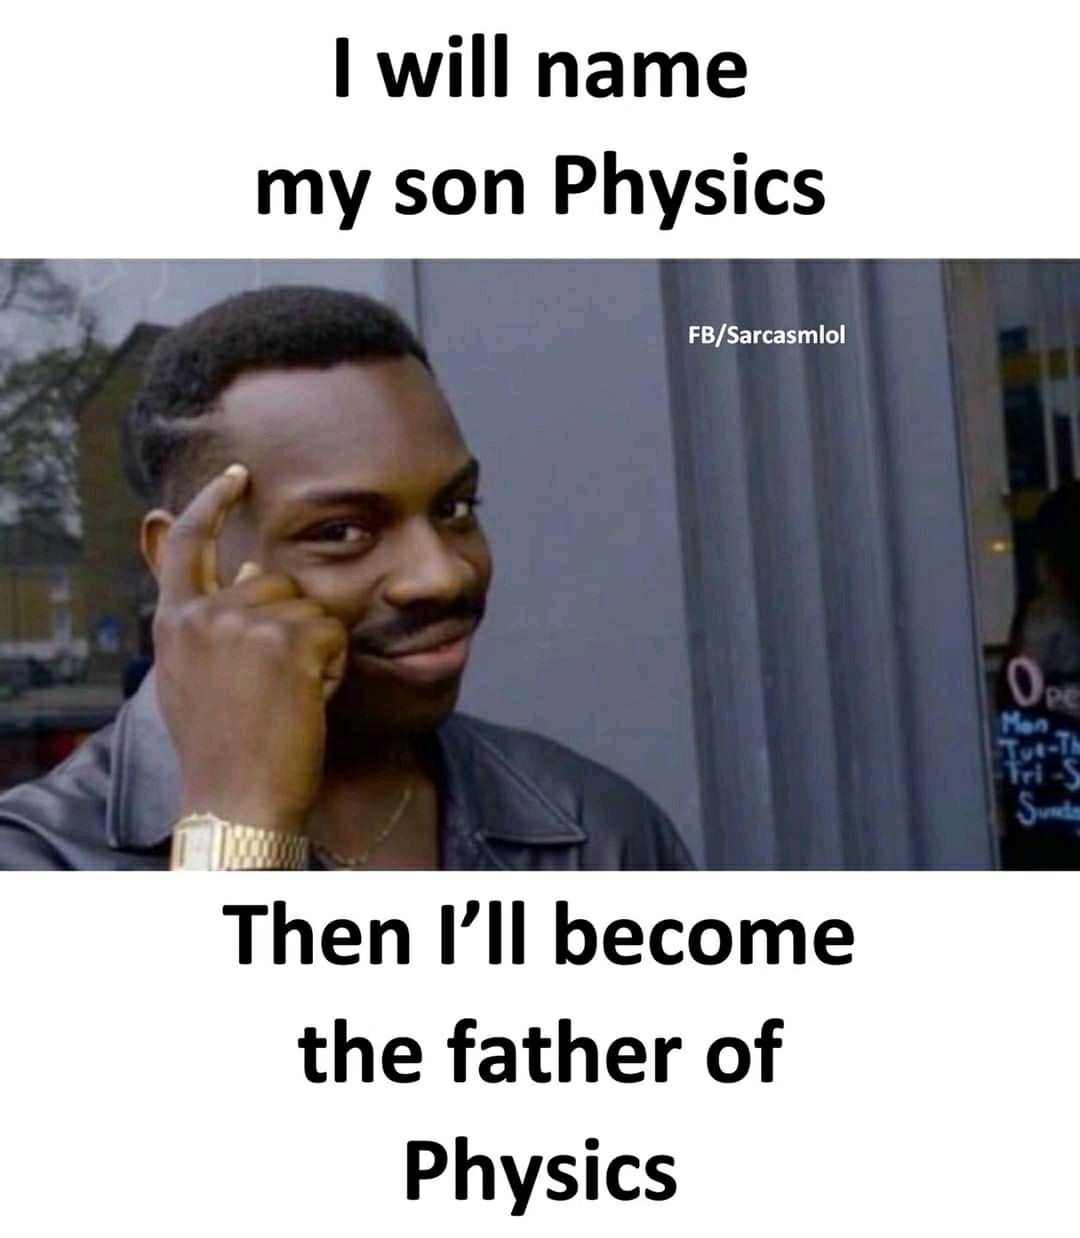 I will name
my son Physics
FB/Sarcasmlol
Mon
Then I’ll become
the father of
Physics